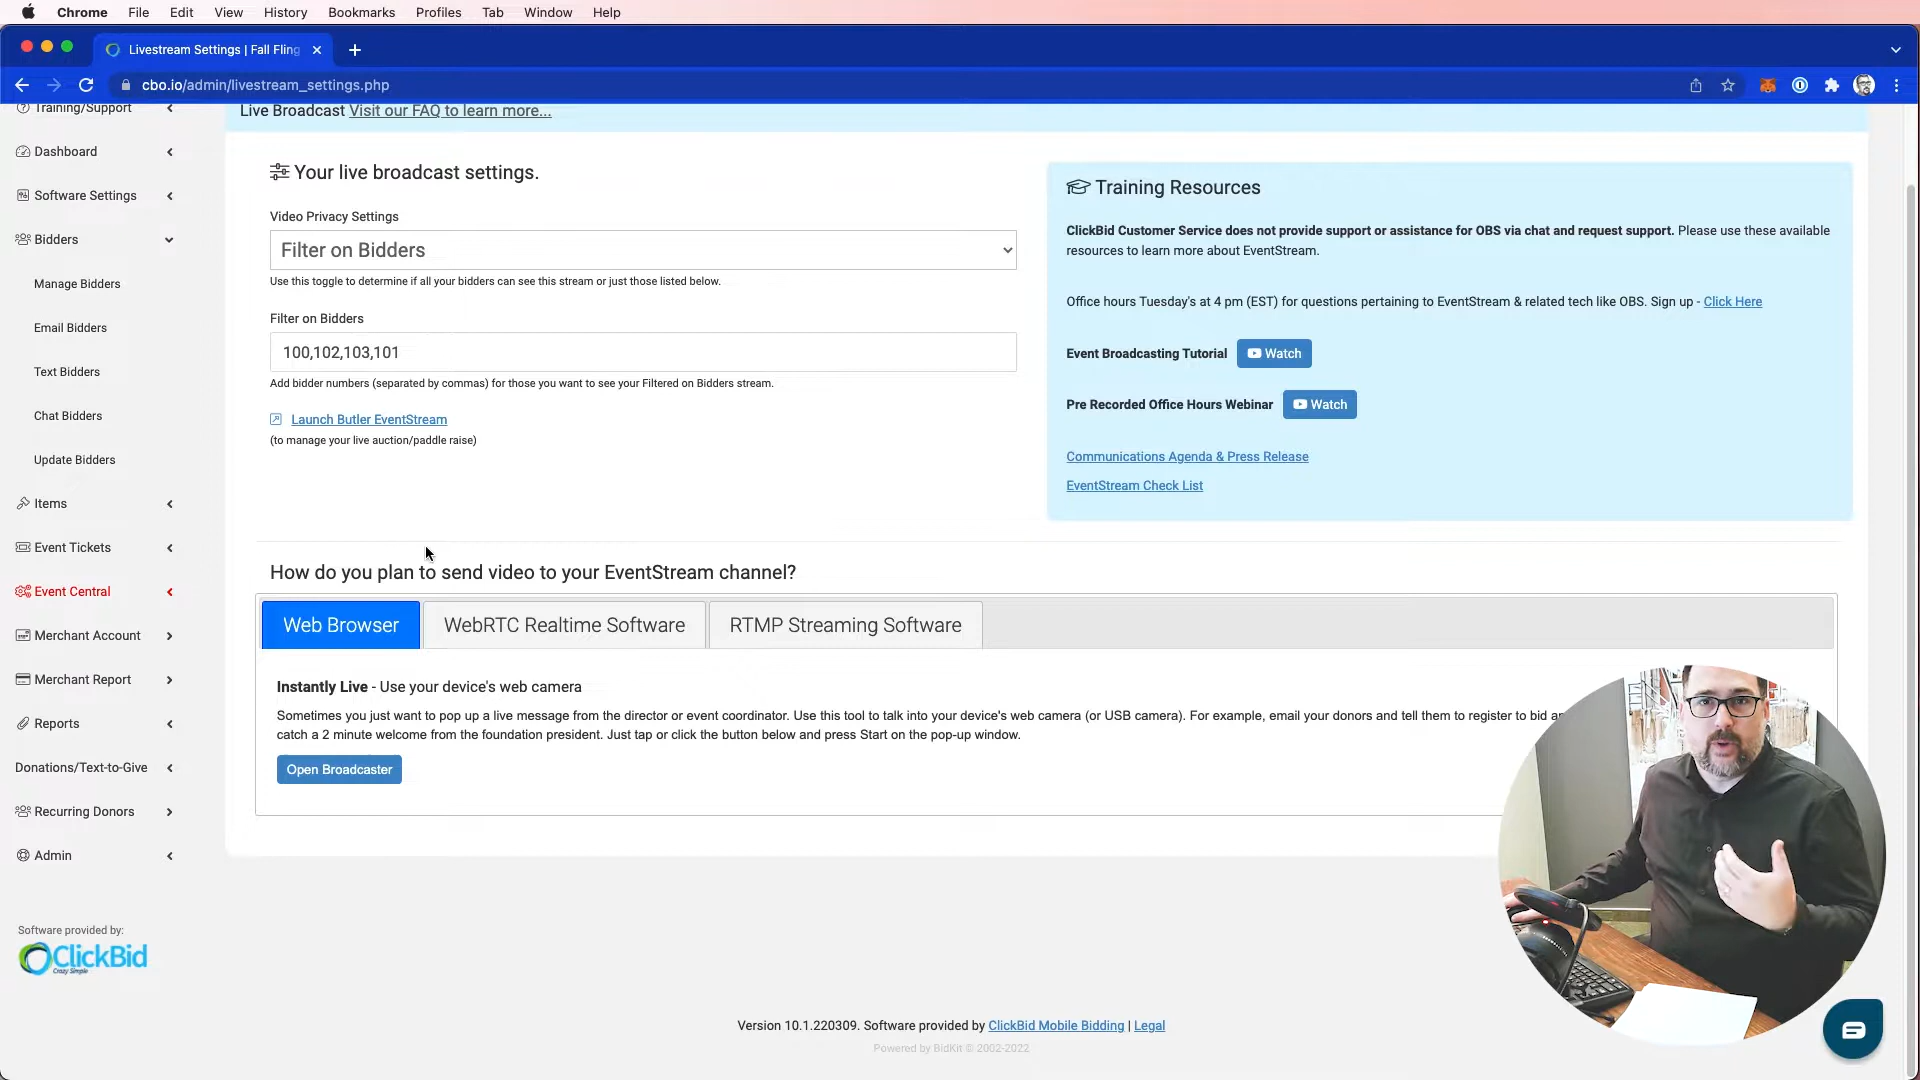 Chrome File Edit View History Bookmarks Profiles Tab Window Help
Livestream Settings | Fall Fling
cbo.io/admin/livestream_settings.php
Training/Support
Dashboard
Software Settings
Bidders
Manage Bidders
Email Bidders
Text Bidders
Chat Bidders
Update Bidders
Items
Event Tickets
Event Central
Merchant Account
Merchant Report
Reports
Donations/Text-to-Give
Recurring Donors
Admin
Software provided by:
ClickBid
Crazy Simple
Live Broadcast Visit our FAQ to learn more...
Your live broadcast settings.
Video Privacy Settings
Filter on Bidders
Use this toggle to determine if all your bidders can see this stream or just those listed below.
Filter on Bidders
100,102,103,101
Add bidder numbers (separated by commas) for those you want to see your Filtered on Bidders stream.
Launch Butler EventStream
(to manage your live auction/paddle raise)
Training Resources
ClickBid Customer Service does not provide support or assistance for OBS via chat and request support. Please use these available
resources to learn more about EventStream.
Office hours Tuesday's at 4 pm (EST) for questions pertaining to EventStream & related tech like OBS. Sign up - Click Here
Event Broadcasting Tutorial Watch
Pre Recorded Office Hours Webinar Watch
Communications Agenda & Press Release
EventStream Check List
How do you plan to send video to your EventStream channel?
Web Browser WebRTC Realtime Software RTMP Streaming Software
Instantly Live - Use your device's web camera
Sometimes you just want to pop up a live message from the director or event coordinator. Use this tool to talk into your device's web camera (or USB camera). For example, email your donors and tell them to register to bid
catch a 2 minute welcome from the foundation president. Just tap or click the button below and press Start on the pop-up window.
Open Broadcaster
Version 10.1.220309. Software provided by ClickBid Mobile Bidding | Legal
Powered by BidKit © 2002-2022